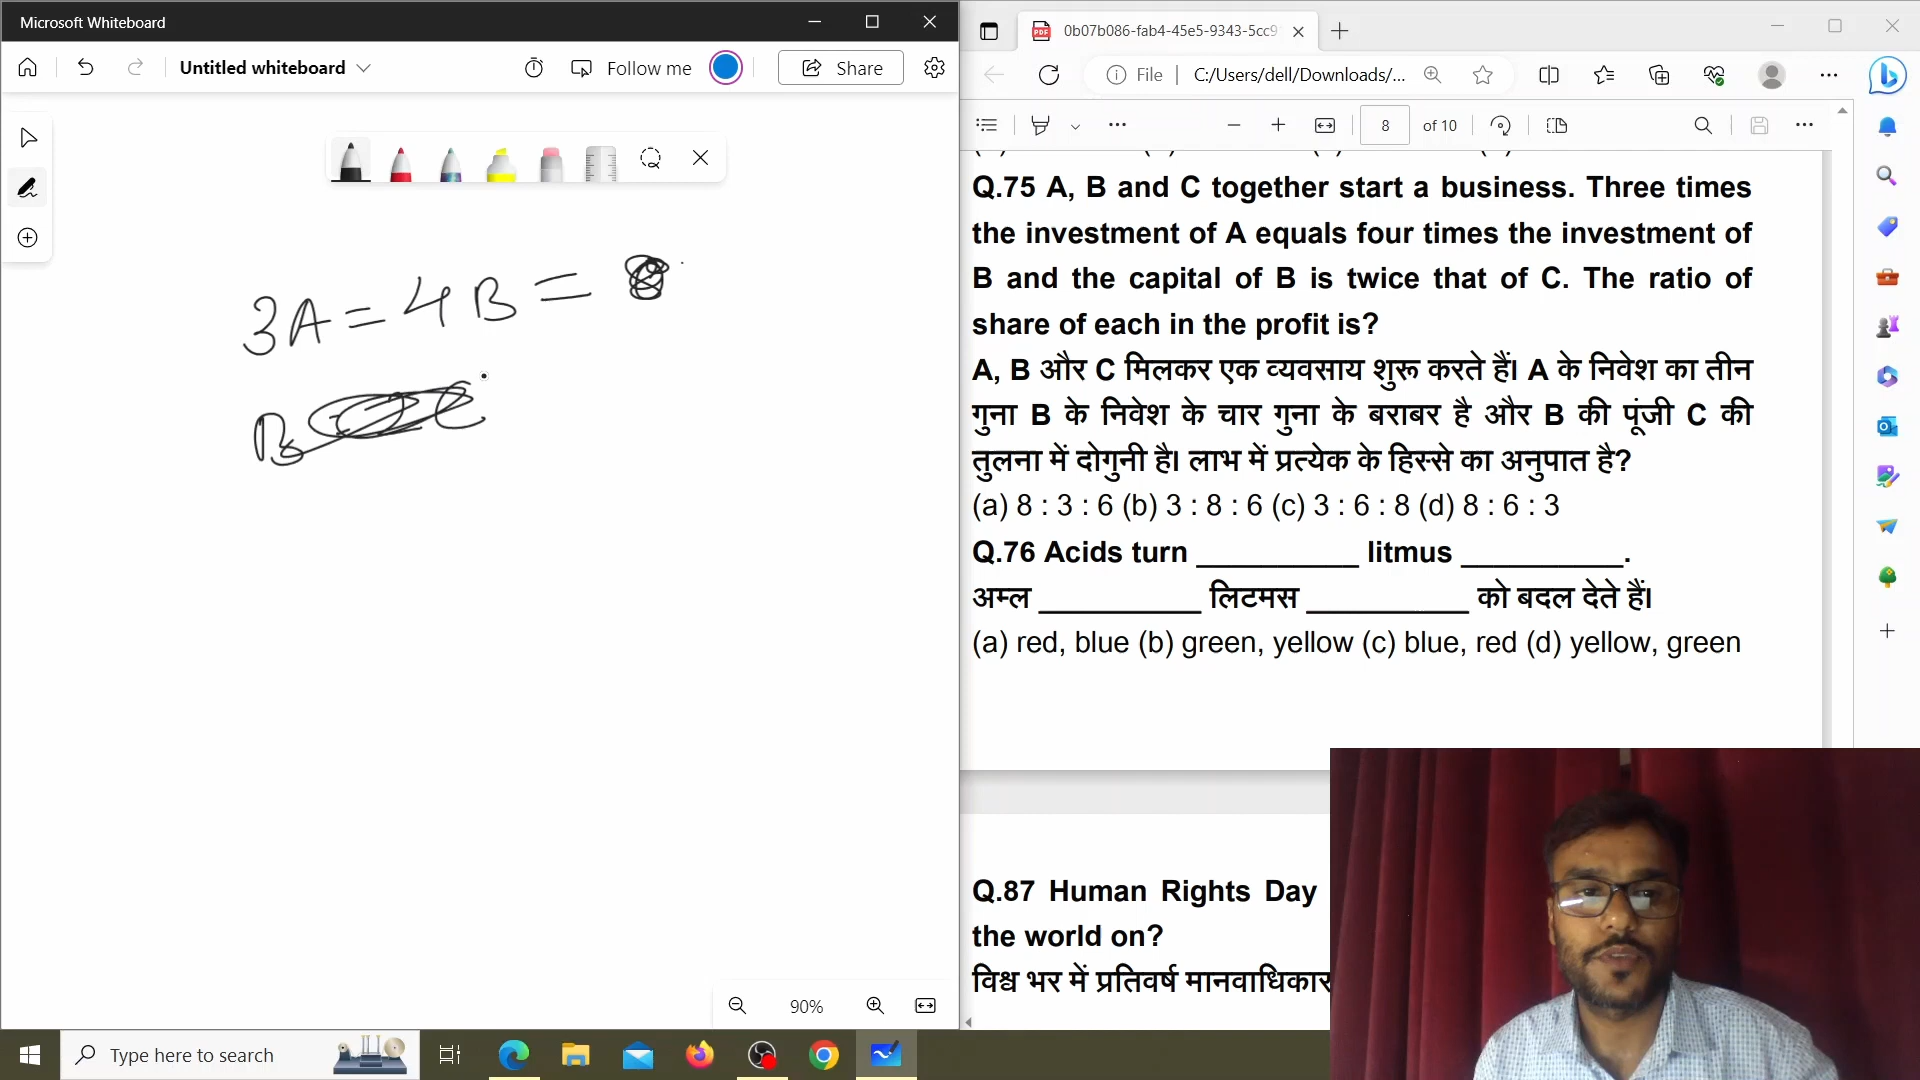 Microsoft Whiteboard
Untitled whiteboard
Follow me
Share
3A = 4B =
B
90%
Type here to search
0b07b086-fab4-45e5-9343-5cc9
File | C:/Users/dell/Downloads/...
8 of 10
Q.75 A, B and C together start a business. Three times
the investment of A equals four times the investment of
B and the capital of B is twice that of C. The ratio of
share of each in the profit is?
A, B और C मिलकर एक व्यवसाय शुरू करते हैं। A के निवेश का तीन
गुना B के निवेश के चार गुना के बराबर है और B की पूंजी C की
तुलना में दोगुनी है। लाभ में प्रत्येक के हिस्से का अनुपात है?
(a) 8 : 3 : 6 (b) 3 : 8 : 6 (c) 3 : 6 : 8 (d) 8 : 6 : 3
Q.76 Acids turn __________ litmus __________.
अम्ल __________ लिटमस __________ को बदल देते हैं।
(a) red, blue (b) green, yellow (c) blue, red (d) yellow, green
Q.87 Human Rights Day
the world on?
विश्व भर में प्रतिवर्ष मानवाधिकार